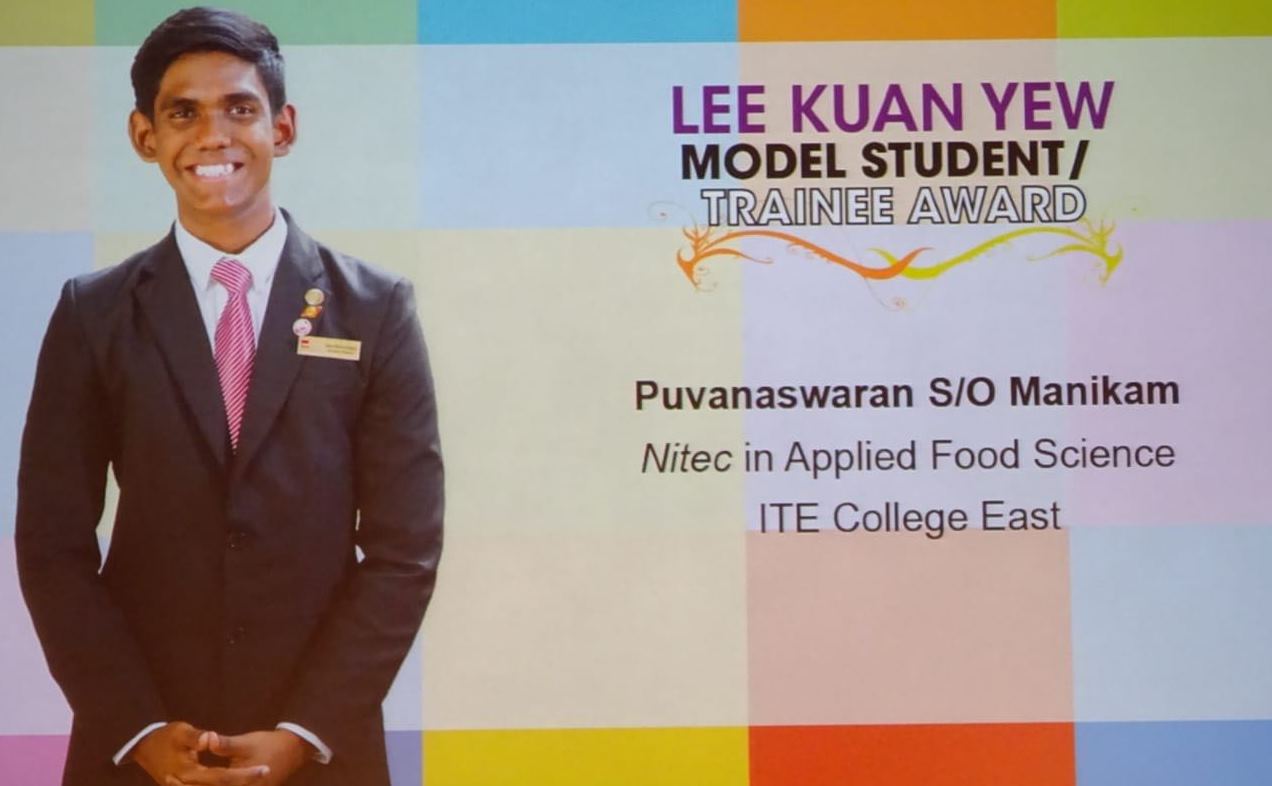 LEE KUAN YEW
MODEL STUDENT/
TRAINEE AWARD
Puvanaswaran S/O Manikam
Nitec in Applied Food Science
ITE College East